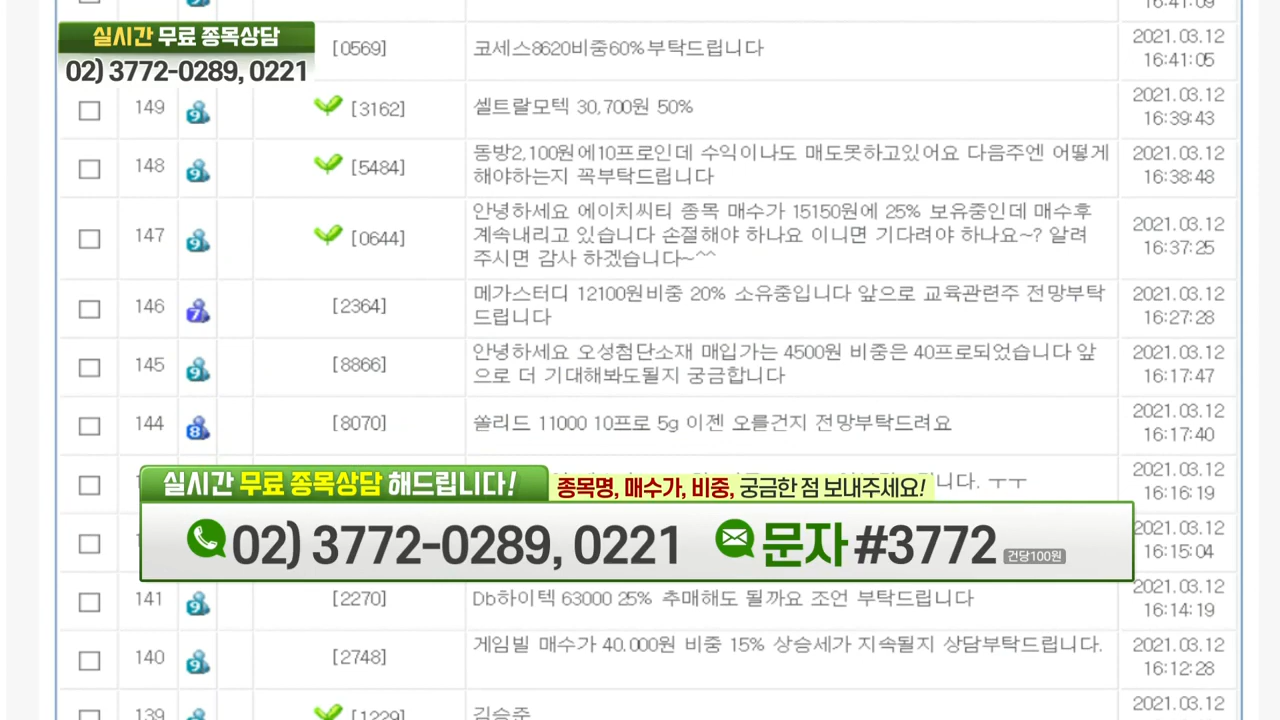 16:41:09
실시간 무료 종목상담
02) 3772-0289, 0221
[0569]
코세스8620비중60%부탁드립니다
2021.03.12
16:41:05
149
[3162]
셀트랄모텍 30,700원 50%
2021.03.12
16:39:43
148
[5484]
동방2,100원에10프로인데 수익이나도 매도못하고있어요 다음주엔 어떻게
해야하는지 꼭부탁드립니다
2021.03.12
16:38:48
147
[0644]
안녕하세요 에이치씨티 종목 매수가 15150원에 25% 보유중인데 매수후
계속내리고 있습니다 손절해야 하나요 이니면 기다려야 하나요~? 알려
주시면 감사 하겠습니다~^^
2021.03.12
16:37:25
146
[2364]
메가스터디 12100원비중 20% 소유중입니다 앞으로 교육관련주 전망부탁
드립니다
2021.03.12
16:27:28
145
[8866]
안녕하세요 오성첨단소재 매입가는 4500원 비중은 40프로되었습니다 앞
으로 더 기대해봐도될지 궁금합니다
2021.03.12
16:17:47
144
[8070]
쏠리드 11000 10프로 5g 이젠 오를건지 전망부탁드려요
2021.03.12
16:17:40
니다. ㅜㅜ
2021.03.12
16:16:19
실시간 무료 종목상담 해드립니다!
종목명, 매수가, 비중, 궁금한 점 보내주세요!
02) 3772-0289, 0221
문자 #3772 건당100원
2021.03.12
16:15:04
141
[2270]
Db하이텍 63000 25% 추매해도 될까요 조언 부탁드립니다
2021.03.12
16:14:19
140
[2748]
게임빌 매수가 40.000원 비중 15% 상승세가 지속될지 상담부탁드립니다.
2021.03.12
16:12:28
139
[1229]
김승준
2021.03.12